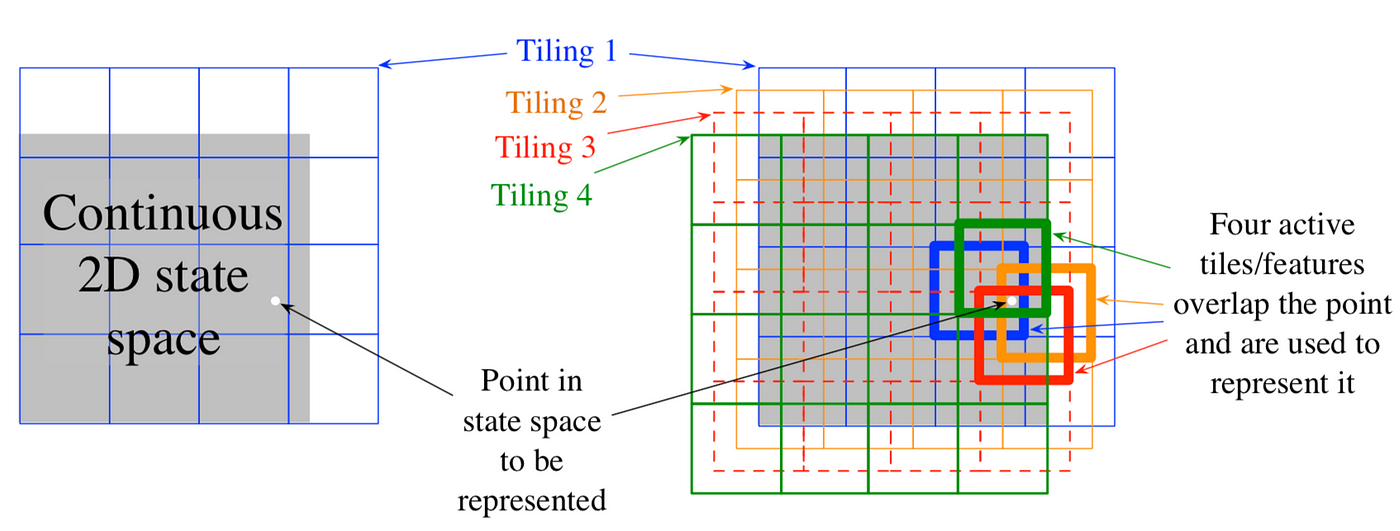 Tiling 1
Tiling 2
Tiling 3
Tiling 4
Continuous
2D state
space
Point in
state space
to be
represented
Four active
tiles/features
overlap the point
and are used to
represent it